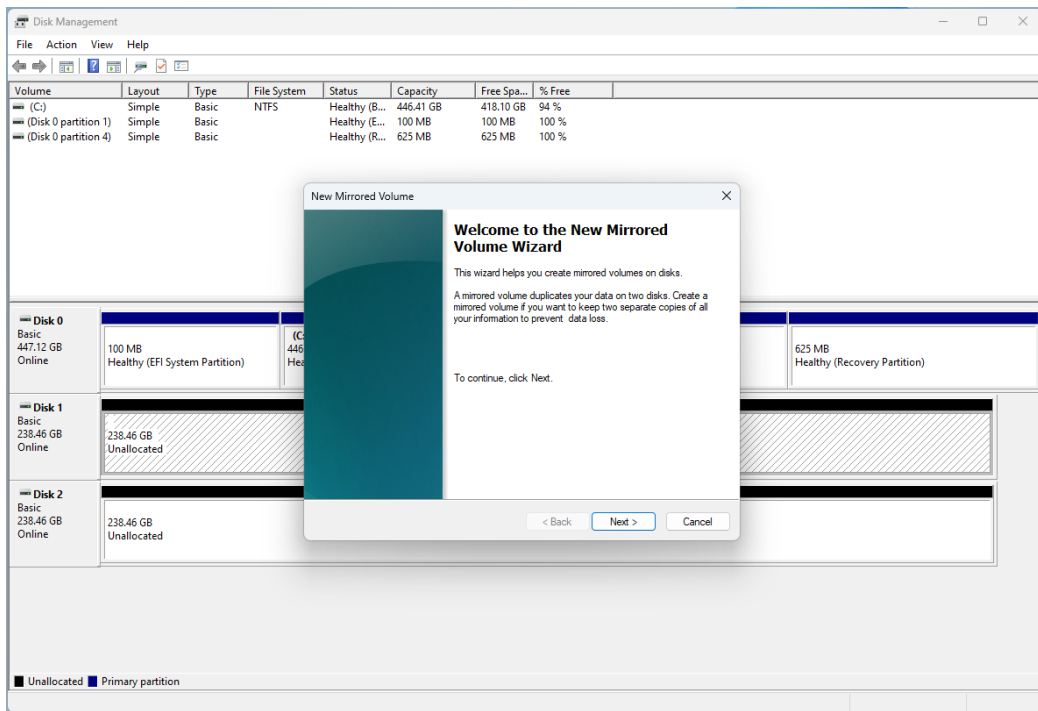 Disk Management
File Action View Help
Volume Layout Type File System Status Capacity Free Spa... % Free
(C:) Simple Basic NTFS Healthy (B... 446.41 GB 418.10 GB 94 %
(Disk 0 partition 1) Simple Basic Healthy (E... 100 MB 100 MB 100 %
(Disk 0 partition 4) Simple Basic Healthy (R... 625 MB 625 MB 100 %
New Mirrored Volume
Welcome to the New Mirrored
Volume Wizard
This wizard helps you create mirrored volumes on disks.
A mirrored volume duplicates your data on two disks. Create a
mirrored volume if you want to keep two separate copies of all
your information to prevent data loss.
To continue, click Next.
< Back Next > Cancel
Disk 0
Basic
447.12 GB
Online
100 MB
Healthy (EFI System Partition)
(C:
446
Hea
625 MB
Healthy (Recovery Partition)
Disk 1
Basic
238.46 GB
Online
238.46 GB
Unallocated
Disk 2
Basic
238.46 GB
Online
238.46 GB
Unallocated
Unallocated Primary partition